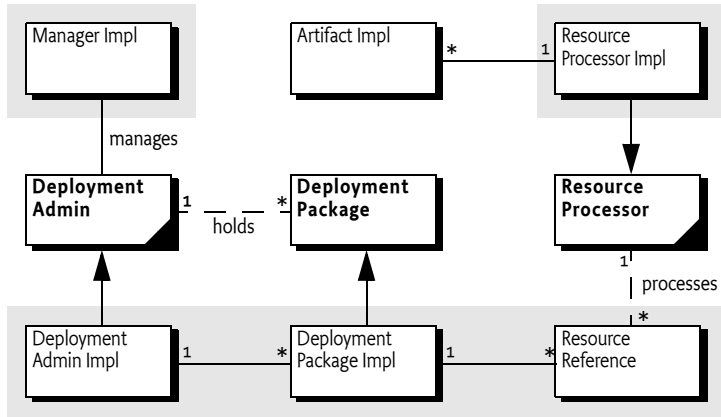 Manager Impl
Artifact Impl
Resource
Processor Impl
*
1
manages
Deployment
Admin
1
*
holds
Deployment
Package
Resource
Processor
1
processes
*
Deployment
Admin Impl
1
*
Deployment
Package Impl
1
*
Resource
Reference